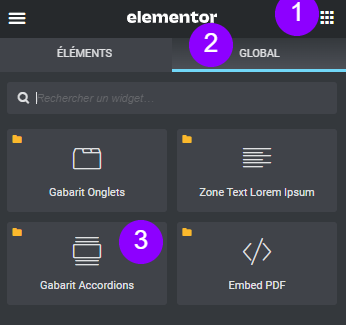 elementor
1
2
ÉLÉMENTS
GLOBAL
Rechercher un widget...
Gabarit Onglets
Zone Text Lorem Ipsum
3
Gabarit Accordions
Embed PDF